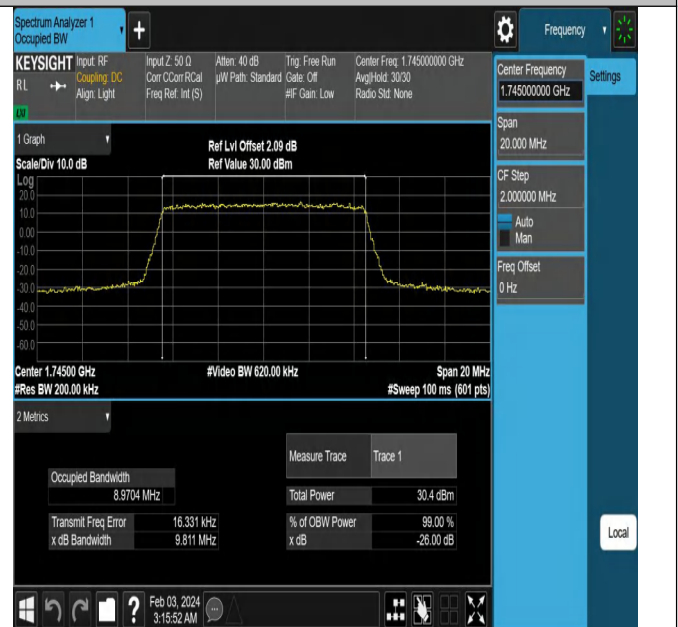 Spectrum Analyzer 1
Occupied BW
+
Frequency
KEYSIGHT
RL
LXI
Input: RF
Coupling: DC
Align: Light
Input Z: 50 Ω
Corr CCorr RCal
Freq Ref: Int (S)
Atten: 40 dB
µW Path: Standard
Trig: Free Run
Gate: Off
#IF Gain: Low
Center Freq: 1.745000000 GHz
Avg|Hold: 30/30
Radio Std: None
Center Frequency
1.745000000 GHz
Settings
Span
20.000 MHz
CF Step
2.000000 MHz
Auto
Man
Freq Offset
0 Hz
Local
1 Graph
Scale/Div 10.0 dB
Ref Lvl Offset 2.09 dB
Ref Value 30.00 dBm
Log
20.0
10.0
0.00
-10.0
-20.0
-30.0
-40.0
-50.0
-60.0
Center 1.74500 GHz
#Video BW 620.00 kHz
Span 20 MHz
#Res BW 200.00 kHz
#Sweep 100 ms (601 pts)
2 Metrics
Measure Trace Trace 1
Occupied Bandwidth
8.9704 MHz
Total Power 30.4 dBm
Transmit Freq Error 16.331 kHz
% of OBW Power 99.00 %
x dB Bandwidth 9.811 MHz
x dB -26.00 dB
?
Feb 03, 2024
3:15:52 AM